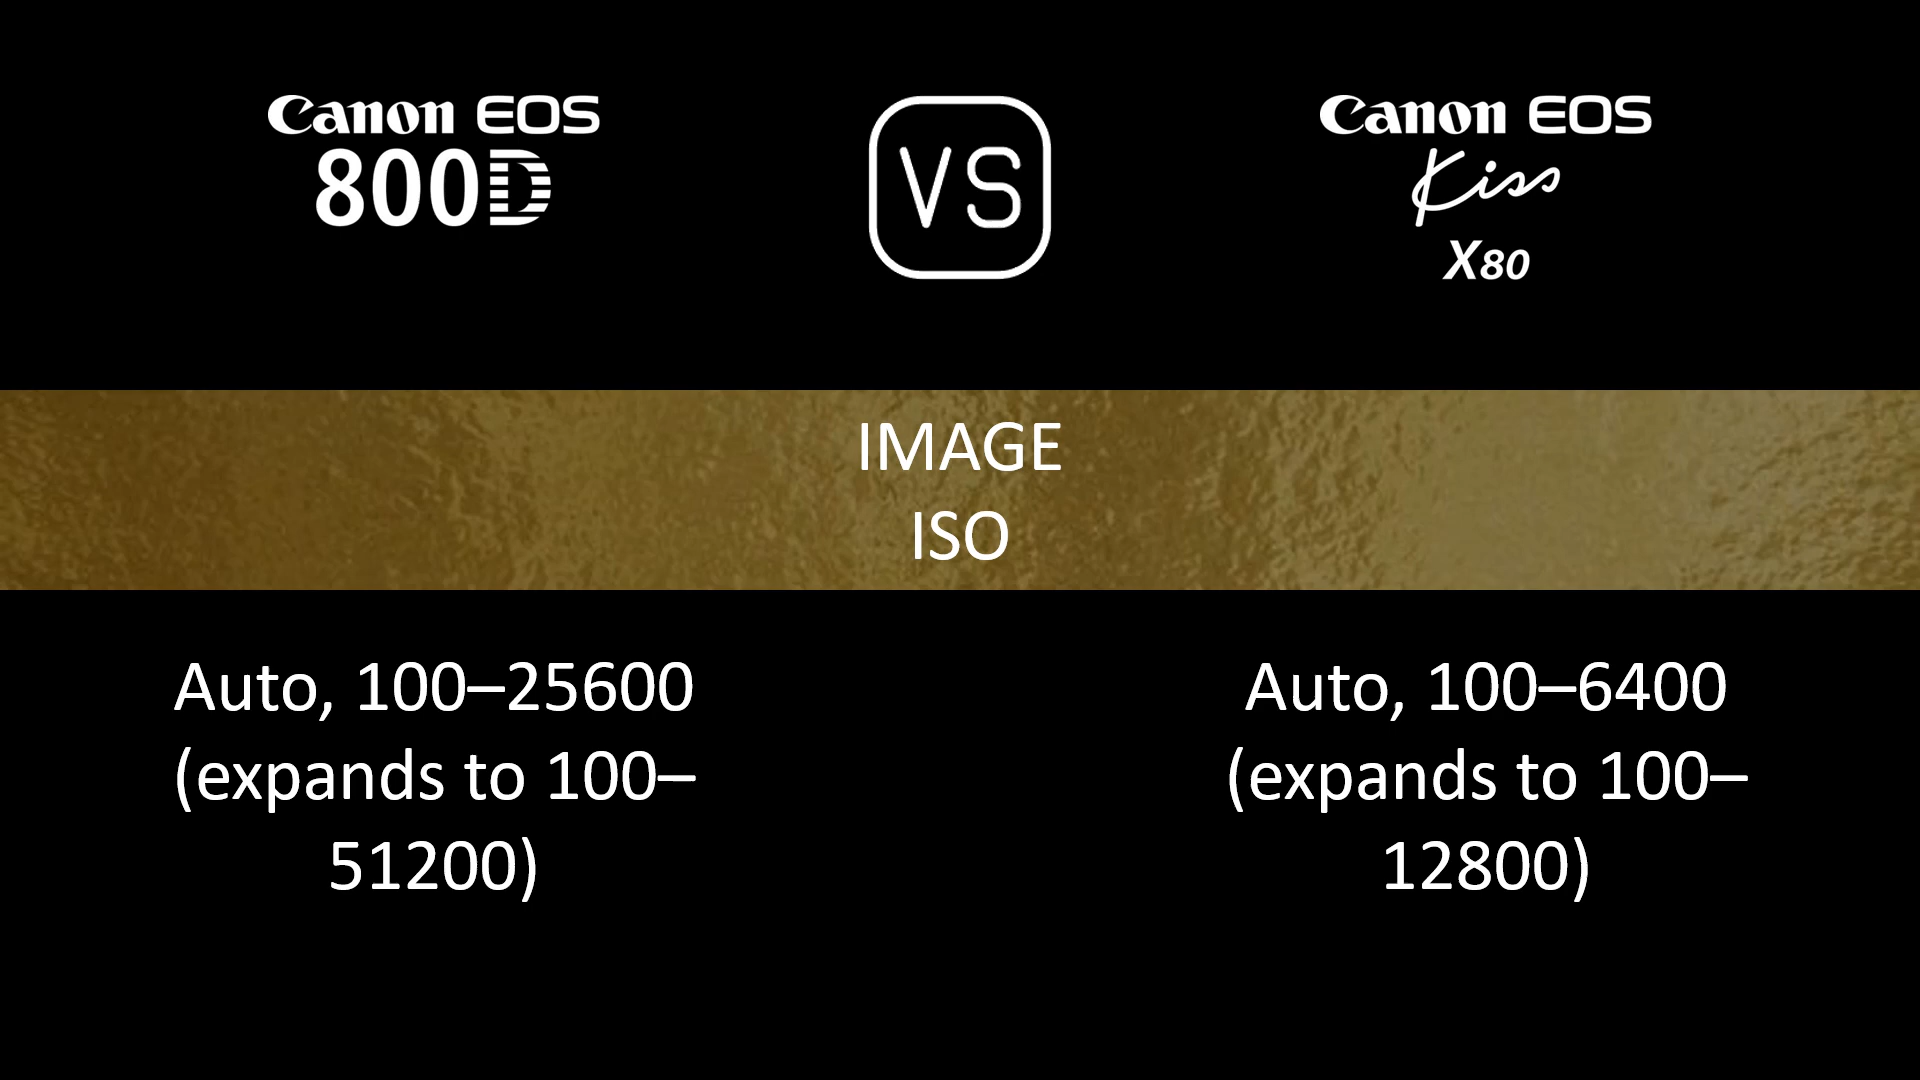 Canon EOS
800D
VS
Canon EOS
Kiss
X80
IMAGE
ISO
Auto, 100–25600
(expands to 100–
51200)
Auto, 100–6400
(expands to 100–
12800)